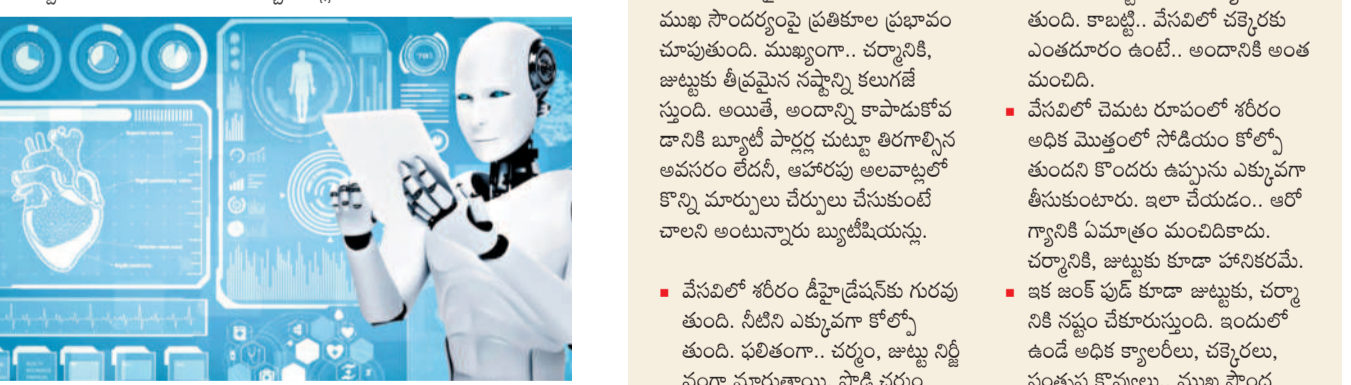 ముఖ సౌందర్యంపై ప్రతికూల ప్రభావం
చూపుతుంది. ముఖ్యంగా.. చర్మానికి,
జుట్టుకు తీవ్రమైన నష్టాన్ని కలుగజే
స్తుంది. అయితే, అందాన్ని కాపాడుకోవ
డానికి బ్యూటీ పార్లర్ల చుట్టూ తిరగాల్సిన
అవసరం లేదనీ, ఆహారపు అలవాట్లలో
కొన్ని మార్పులు చేర్పులు చేసుకుంటే
చాలని అంటున్నారు బ్యుటీషియన్లు.
వేసవిలో శరీరం డీహైడ్రేషన్‌కు గురవు
తుంది. నీటిని ఎక్కువగా కోల్పో
తుంది. ఫలితంగా.. చర్మం, జుట్టు నిర్జీ
వంగా మారుతాయి. పొడి చర్మం
తుంది. కాబట్టి.. వేసవిలో చక్కెరకు
ఎంతదూరం ఉంటే.. అందానికి అంత
మంచిది.
వేసవిలో చెమట రూపంలో శరీరం
అధిక మొత్తంలో సోడియం కోల్పో
తుందని కొందరు ఉప్పును ఎక్కువగా
తీసుకుంటారు. ఇలా చేయడం.. ఆరో
గ్యానికి ఏమాత్రం మంచిదికాదు.
చర్మానికి, జుట్టుకు కూడా హానికరమే.
ఇక జంక్ ఫుడ్ కూడా జుట్టుకు, చర్మా
నికి నష్టం చేకూరుస్తుంది. ఇందులో
ఉండే అధిక క్యాలరీలు, చక్కెరలు,
సంతృప్త కొవ్వులు.. ముఖ సౌంద